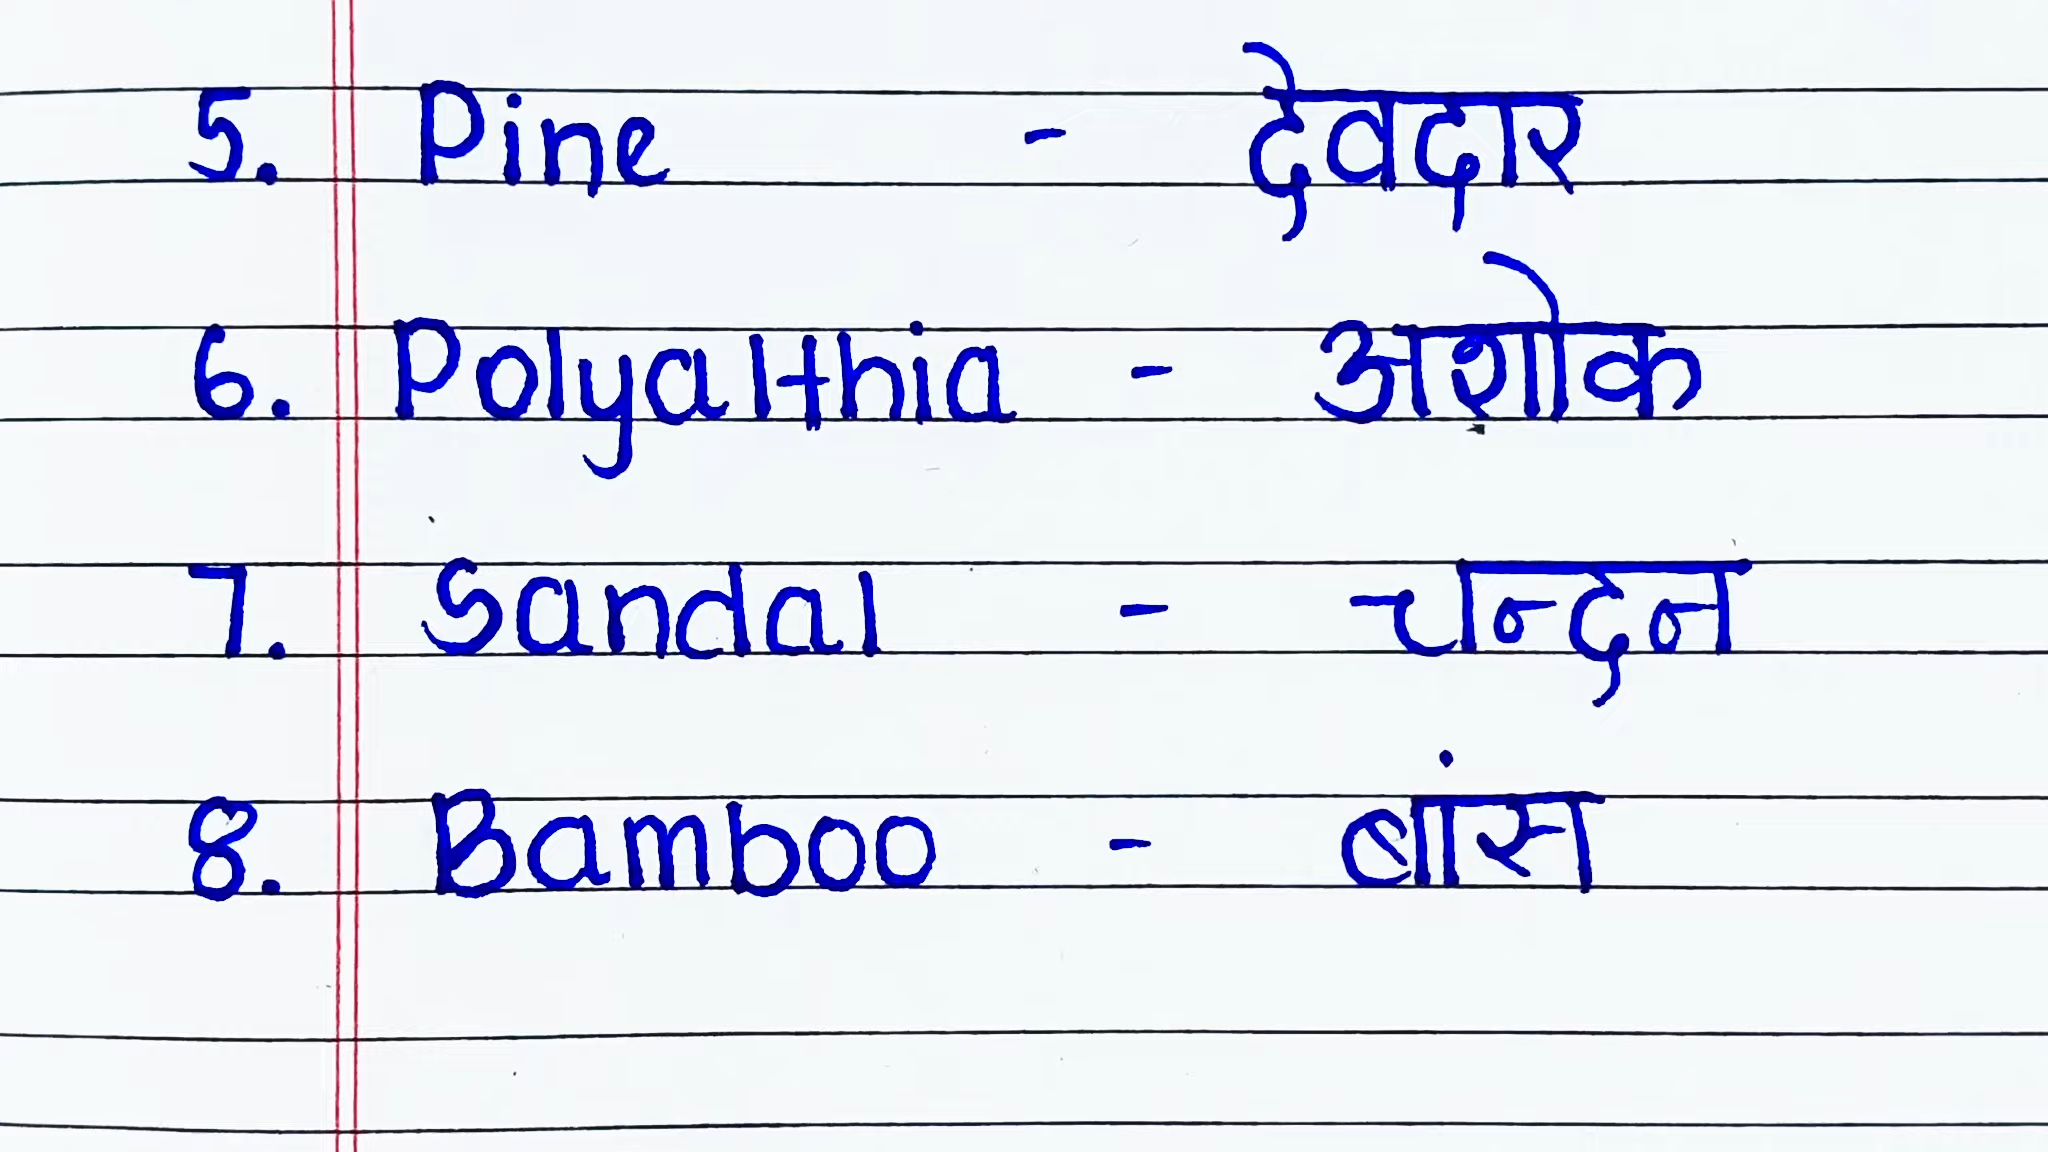 5. Pine - देवदार
6. Polyalthia - अशोक
7. Sandal - चन्दन
8. Bamboo - बांस